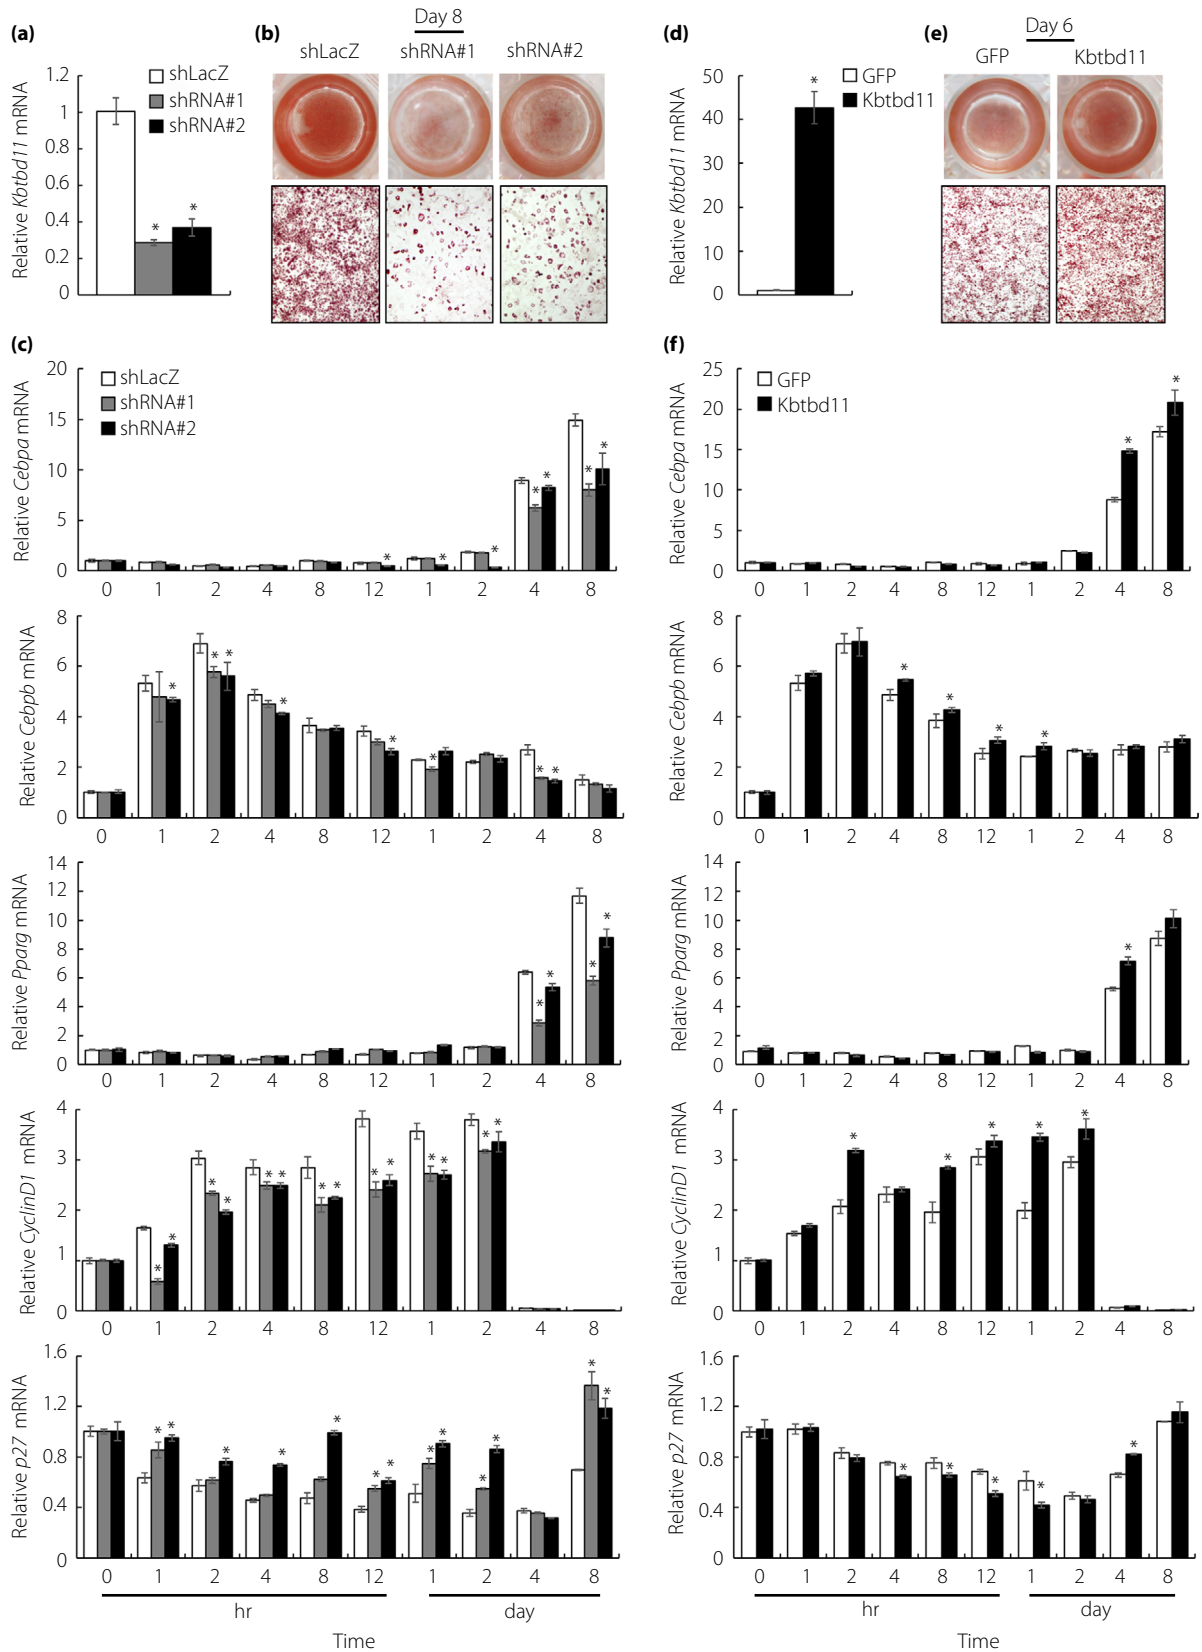 (a)
Relative Kbtbd11 mRNA
1.2
1
0.8
0.6
0.4
0.2
0
shLacZ
shRNA#1
shRNA#2
*
*
(b)
Day 8
shLacZ
shRNA#1
shRNA#2
(d)
Relative Kbtbd11 mRNA
50
40
30
20
10
0
GFP
Kbtbd11
*
(e)
Day 6
GFP
Kbtbd11
(c)
Relative Cebpa mRNA
20
15
10
5
0
shLacZ
shRNA#1
shRNA#2
* * * * * * *
0 1 2 4 8 12 1 2 4 8
Relative Cebpb mRNA
8
6
4
2
0
* * * * * * * *
0 1 2 4 8 12 1 2 4 8
Relative Pparg mRNA
14
12
10
8
6
4
2
0
* * * *
0 1 2 4 8 12 1 2 4 8
Relative CyclinD1 mRNA
4
3
2
1
0
* * * * * * * * * * * * * *
0 1 2 4 8 12 1 2 4 8
Relative p27 mRNA
1.6
1.2
0.8
0.4
0
* * * * * * * * * * * * *
0 1 2 4 8 12 1 2 4 8
hr
day
Time
(f)
Relative Cebpa mRNA
25
20
15
10
5
0
GFP
Kbtbd11
* *
0 1 2 4 8 12 1 2 4 8
Relative Cebpb mRNA
8
6
4
2
0
* * * *
0 1 2 4 8 12 1 2 4 8
Relative Pparg mRNA
14
12
10
8
6
4
2
0
*
0 1 2 4 8 12 1 2 4 8
Relative CyclinD1 mRNA
4
3
2
1
0
* * * * *
0 1 2 4 8 12 1 2 4 8
Relative p27 mRNA
1.6
1.2
0.8
0.4
0
* * * * *
0 1 2 4 8 12 1 2 4 8
hr
day
Time